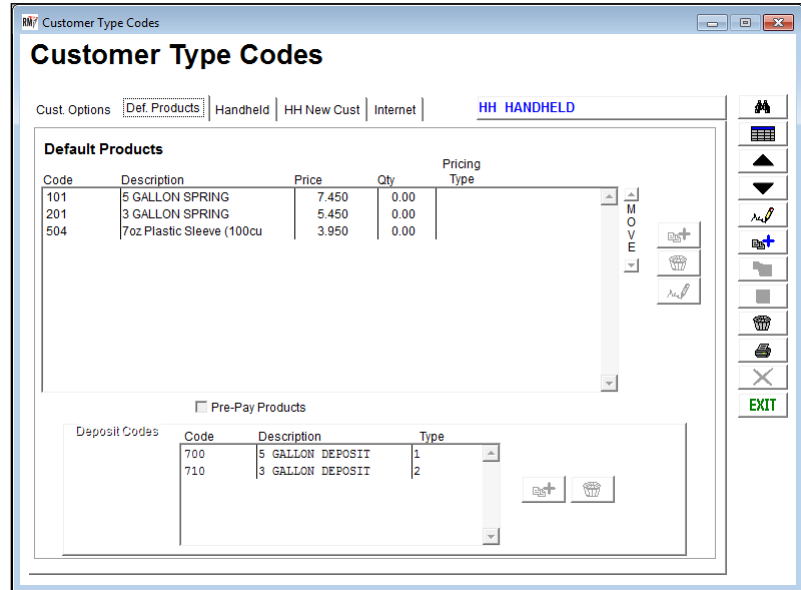 RMA Customer Type Codes
Customer Type Codes
Cust. Options Def. Products Handheld HH New Cust Internet HH HANDHELD
Default Products
Code Description Price Qty Pricing Type
101 5 GALLON SPRING 7.450 0.00
201 3 GALLON SPRING 5.450 0.00
504 7oz Plastic Sleeve (100cu 3.950 0.00
MOVE
Pre-Pay Products
Deposit Codes
Code Description Type
700 5 GALLON DEPOSIT 1
710 3 GALLON DEPOSIT 2
EXIT